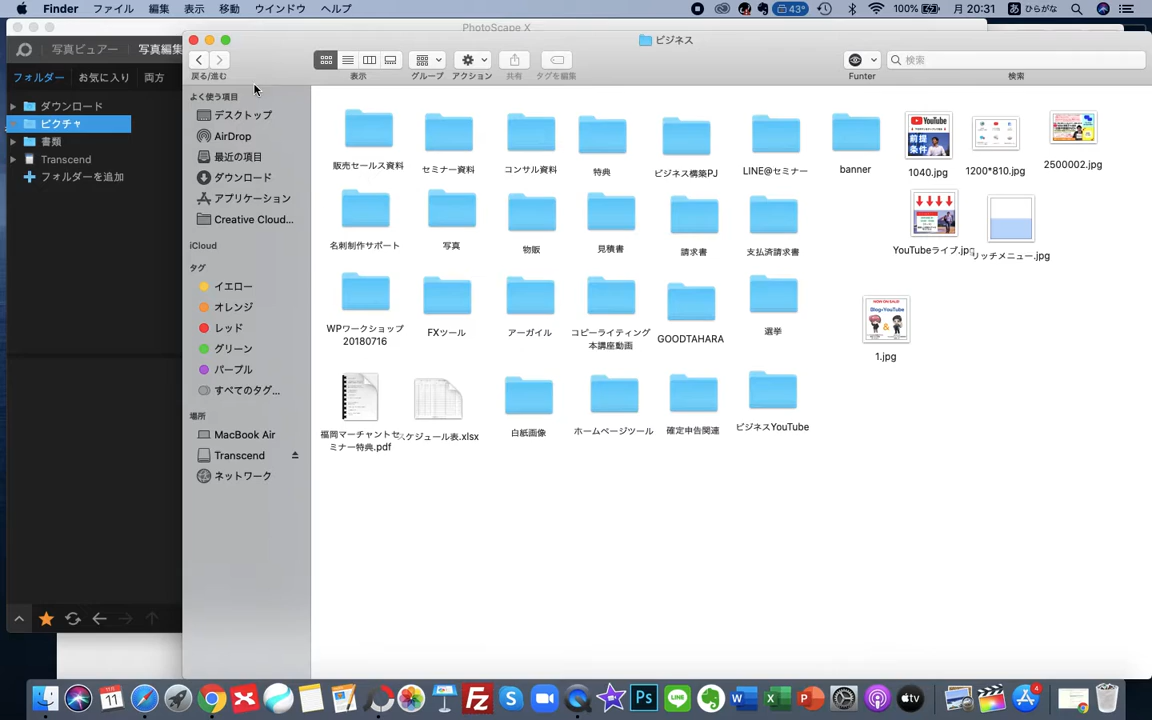 Finder ファイル 編集 表示 移動 ウインドウ ヘルプ 43° 100% 月 20:31 あ ひらがな
PhotoScape X
写真ビュアー 写真編集
フォルダー お気に入り 両方
ダウンロード
ピクチャ
書類
Transcend
フォルダーを追加
ビジネス
検索
戻る/進む 表示 グループ アクション 共有 タグを編集 Funter 検索
よく使う項目
デスクトップ
AirDrop
最近の項目
ダウンロード
アプリケーション
Creative Cloud...
iCloud
タグ
イエロー
オレンジ
レッド
グリーン
パープル
すべてのタグ...
場所
MacBook Air
Transcend
ネットワーク
YouTube
前提
条件
販売セールス資料 セミナー資料 コンサル資料 特典 ビジネス構築PJ LINE@セミナー banner 1040.jpg 1200*810.jpg 2500002.jpg
名刺制作サポート 写真 物販 見積書 請求書 支払済請求書 YouTubeライブ.jpg リッチメニュー.jpg
NOW ON SALE!
Blog×YouTube
&
WPワークショップ
20180716
FXツール アーガイル コピーライティング
本講座動画
GOODTAHARA 選挙 1.jpg
福岡マーチャントセ
ミナー特典.pdf
スケジュール表.xlsx 白紙画像 ホームページツール 確定申告関連 ビジネスYouTube
11 Ps W X P tv 4